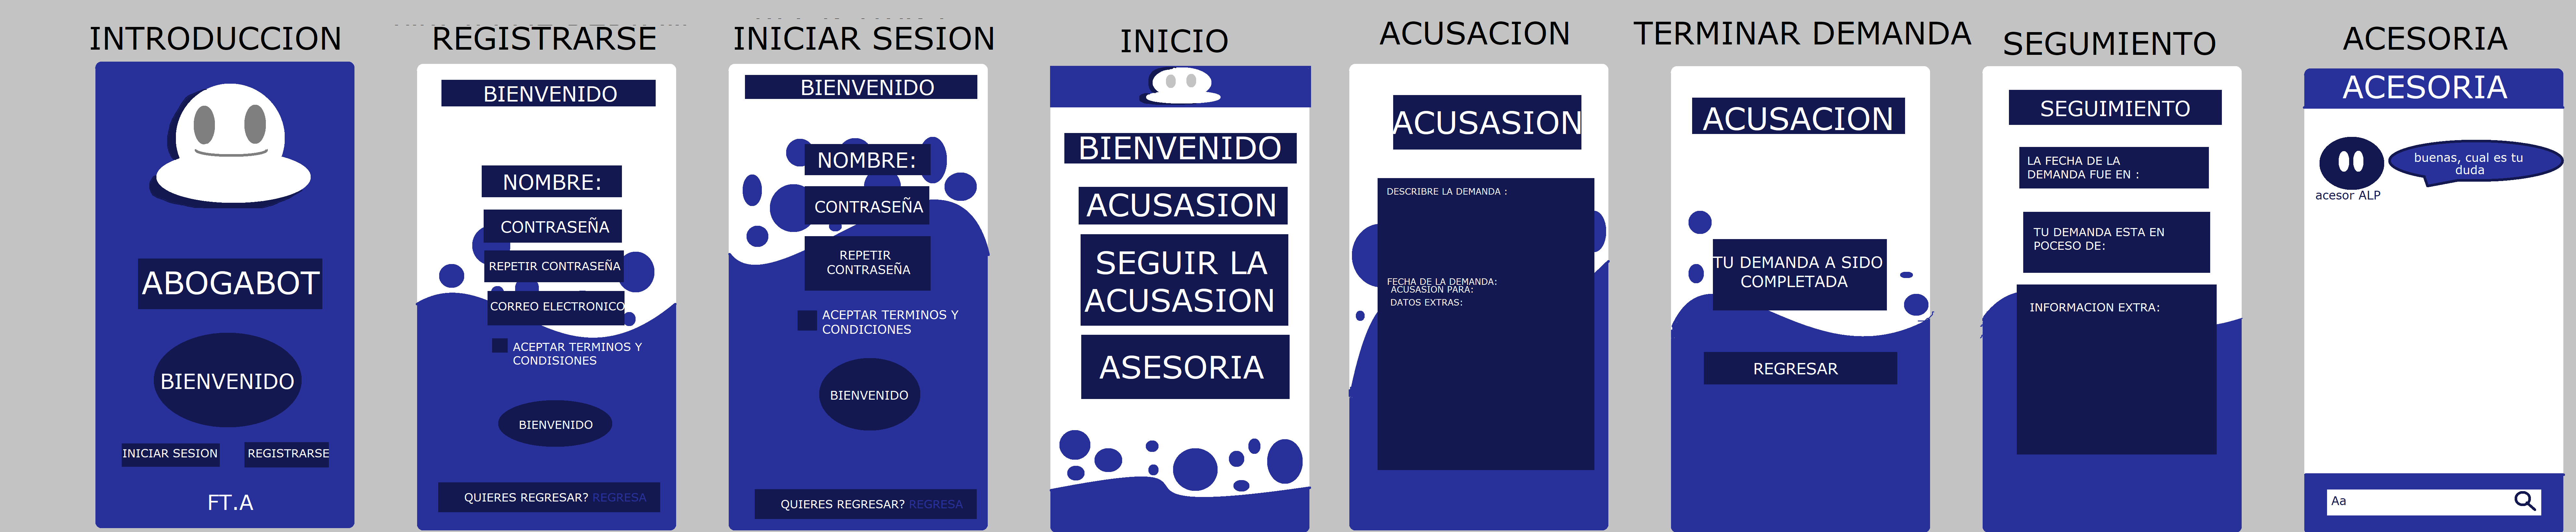 INTRODUCCION
ABOGABOT
BIENVENIDO
INICIAR SESION
REGISTRARSE
FT.A
REGISTRARSE
BIENVENIDO
NOMBRE:
CONTRASEÑA
REPETIR CONTRASEÑA
CORREO ELECTRONICO
ACEPTAR TERMINOS Y
CONDISIONES
BIENVENIDO
QUIERES REGRESAR? REGRESA
INICIAR SESION
BIENVENIDO
NOMBRE:
CONTRASEÑA
REPETIR
CONTRASEÑA
ACEPTAR TERMINOS Y
CONDICIONES
BIENVENIDO
QUIERES REGRESAR? REGRESA
INICIO
BIENVENIDO
ACUSASION
SEGUIR LA
ACUSASION
ASESORIA
ACUSACION
ACUSASION
DESCRIBRE LA DEMANDA :
FECHA DE LA DEMANDA:
ACUSASION PARA:
DATOS EXTRAS:
TERMINAR DEMANDA
ACUSACION
TU DEMANDA A SIDO
COMPLETADA
REGRESAR
SEGUMIENTO
SEGUIMIENTO
LA FECHA DE LA
DEMANDA FUE EN :
TU DEMANDA ESTA EN
POCESO DE:
INFORMACION EXTRA:
ACESORIA
ACESORIA
buenas, cual es tu
duda
acesor ALP
Aa